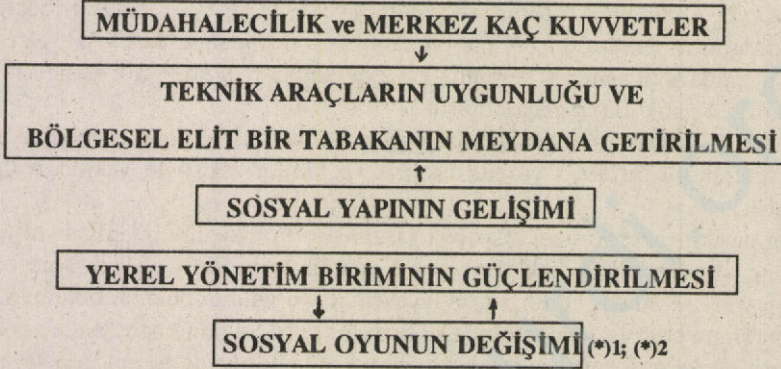 MÜDAHALECİLİK ve MERKEZ KAÇ KUVVETLER
TEKNİK ARAÇLARIN UYGUNLUĞU VE
BÖLGESEL ELİT BİR TABAKANIN MEYDANA GETİRİLMESİ
SOSYAL YAPININ GELİŞİMİ
YEREL YÖNETİM BİRİMİNİN GÜÇLENDİRİLMESİ
SOSYAL OYUNUN DEĞİŞİMİ (*)1; (*)2